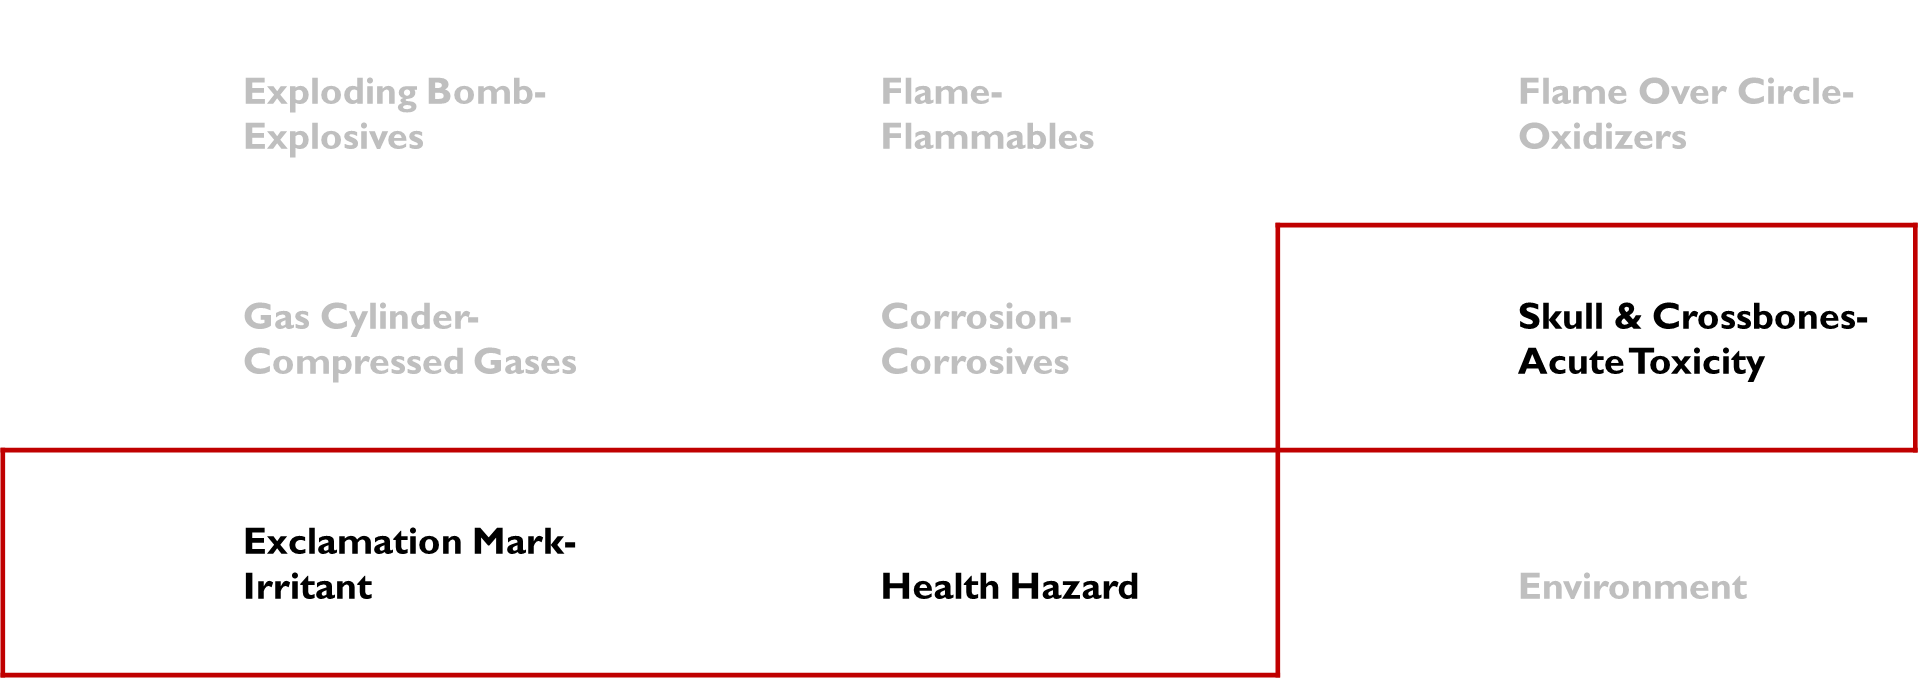 Exploding Bomb-
Explosives
Flame-
Flammables
Flame Over Circle-
Oxidizers
Gas Cylinder-
Compressed Gases
Corrosion-
Corrosives
Skull & Crossbones-
Acute Toxicity
Exclamation Mark-
Irritant
Health Hazard
Environment